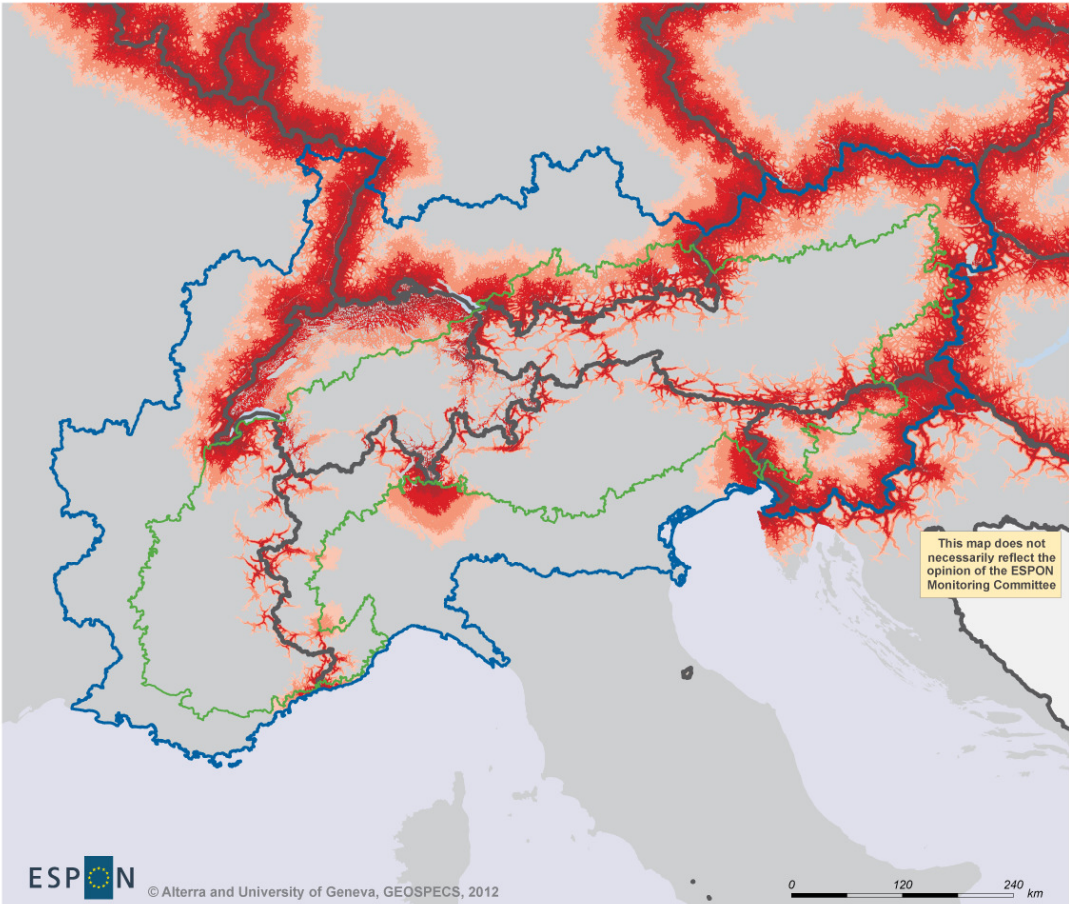 This map does not
necessarily reflect the
opinion of the ESPON
Monitoring Committee
ESPON
© Alterra and University of Geneva, GEOSPECS, 2012
0 120 240
km